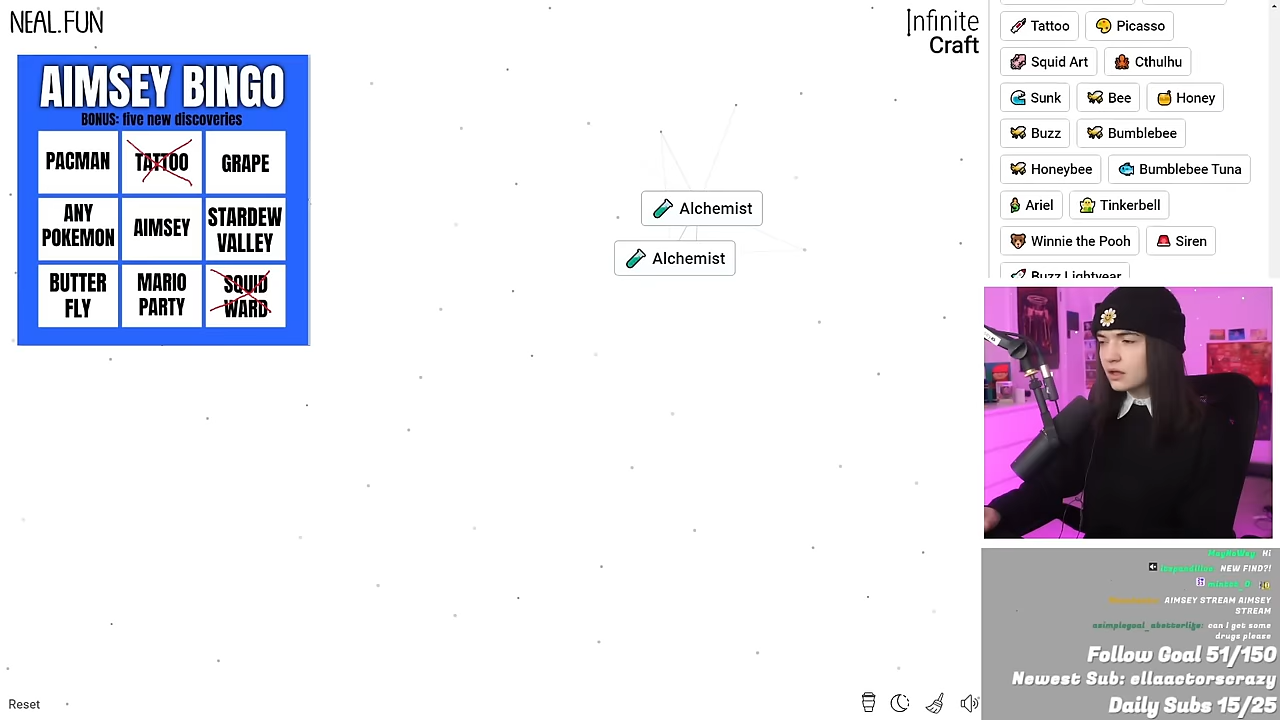 NEAL.FUN
Infinite
Craft
AIMSEY BINGO
BONUS: five new discoveries
PACMAN
TATTOO
GRAPE
ANY
POKEMON
AIMSEY
STARDEW
VALLEY
BUTTER
FLY
MARIO
PARTY
SQUID
WARD
Alchemist
Alchemist
Tattoo
Picasso
Squid Art
Cthulhu
Sunk
Bee
Honey
Buzz
Bumblebee
Honeybee
Bumblebee Tuna
Ariel
Tinkerbell
Winnie the Pooh
Siren
Buzz Lightyear
Hi
NEW FIND?!
AIMSEY STREAM AIMSEY
STREAM
can i get some
drugs please
Follow Goal 51/150
Newest Sub: ellaactorscrazy
Daily Subs 15/25
Reset